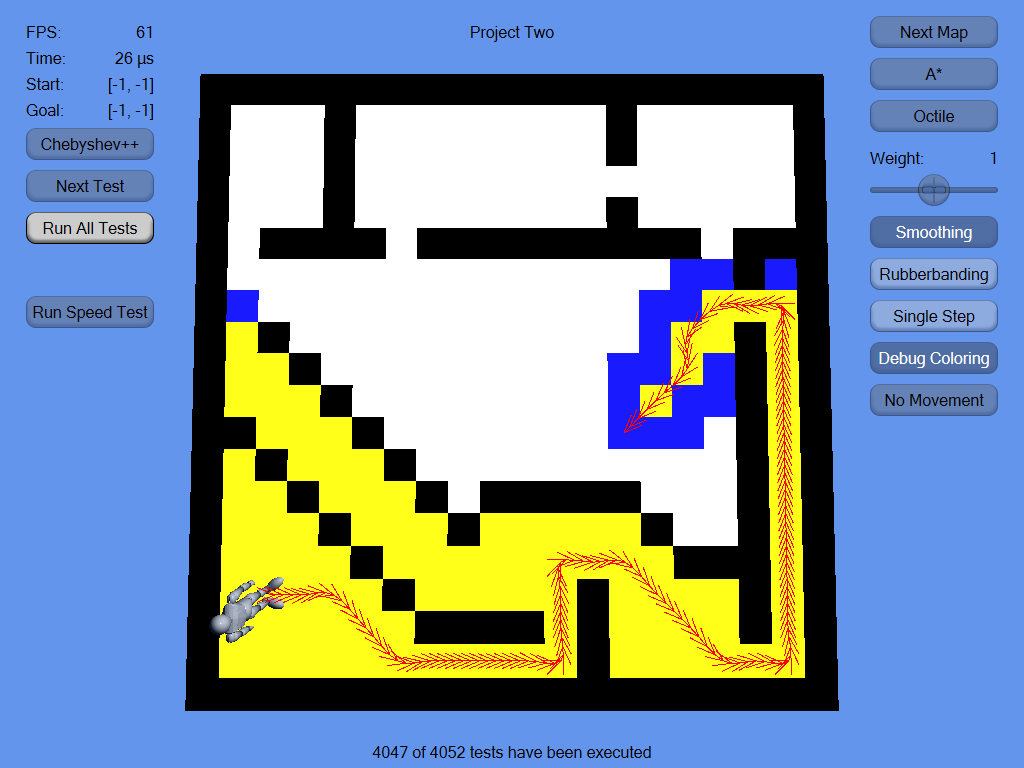 FPS: 61
Time: 26 µs
Start: [-1, -1]
Goal: [-1, -1]
Chebyshev++
Next Test
Run All Tests
Run Speed Test
Project Two
Next Map
A*
Octile
Weight: 1
Smoothing
Rubberbanding
Single Step
Debug Coloring
No Movement
4047 of 4052 tests have been executed